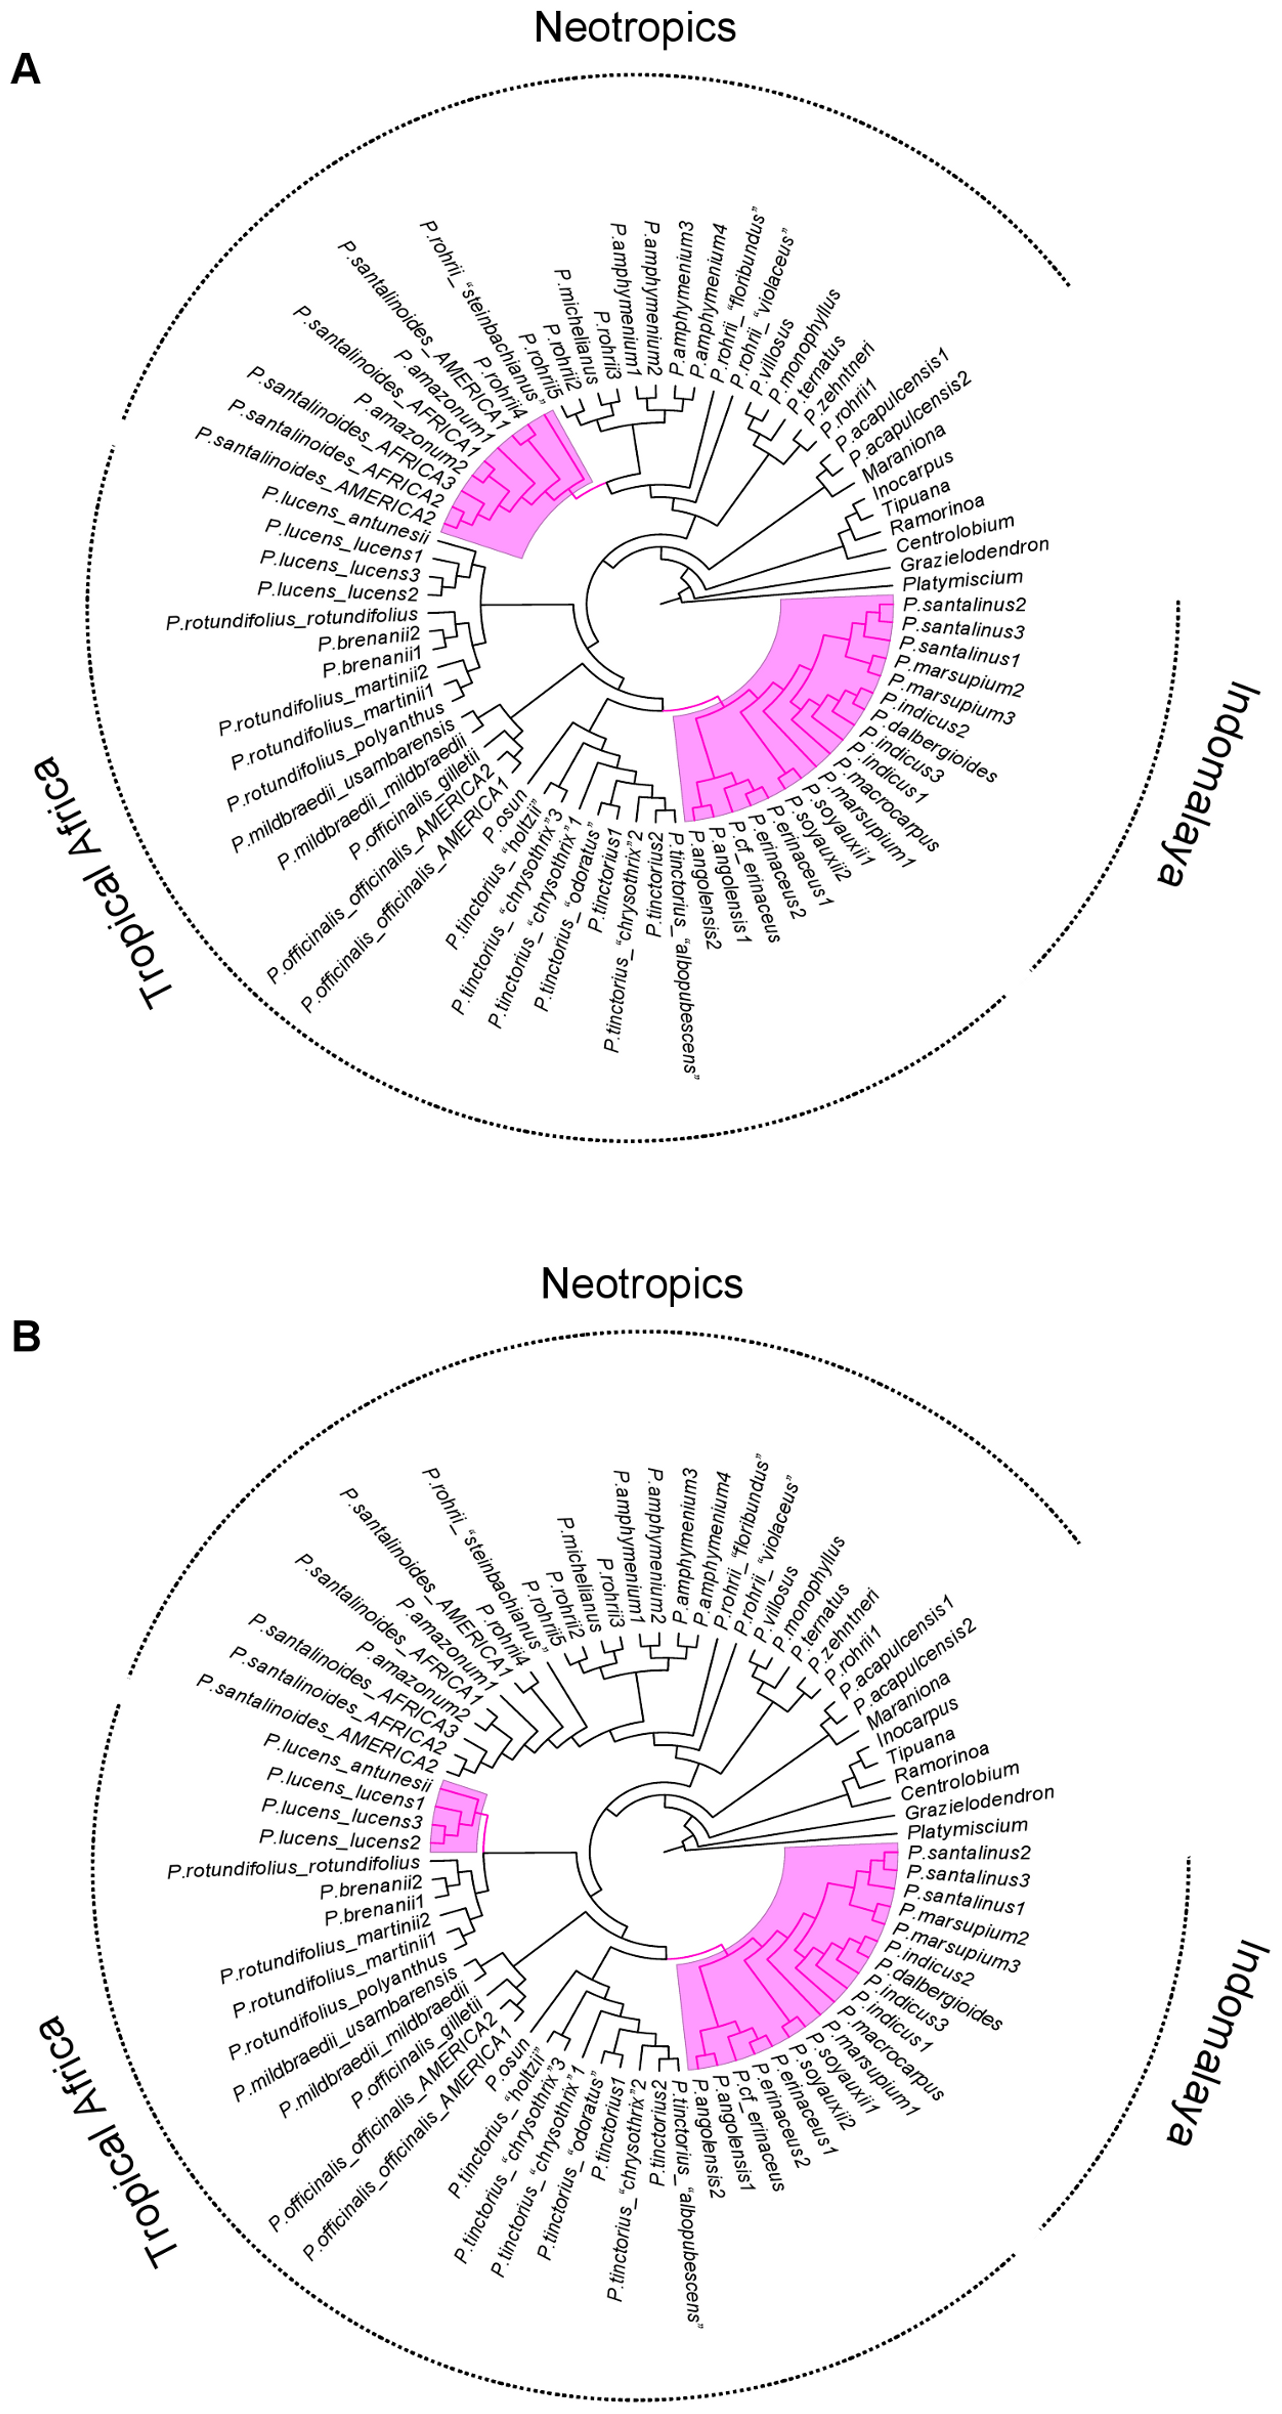 Neotropics
A
P.rohrii_“steinbachianus”
P.santalinoides_AMERICA1
P.santalinoides_AFRICA1
P.santalinoides_AFRICA3
P.santalinoides_AFRICA2
P.santalinoides_AMERICA2
P.amazonum1
P.amazonum2
P.rohrii4
P.rohrii5
P.rohrii2
P.michelianus
P.rohrii3
P.amphymenium1
P.amphymenium2
P.amphymenium3
P.amphymenium4
P.rohrii_“floribundus”
P.rohrii_“violaceus”
P.villosus
P.monophyllus
P.ternatus
P.zehntneri
P.rohrii1
P.acapulcensis1
P.acapulcensis2
Maraniona
Inocarpus
Tipuana
Ramorinoa
Centrolobium
Grazielodendron
Platymiscium
P.santalinus2
P.santalinus3
P.santalinus1
P.marsupium2
P.marsupium3
P.indicus2
P.dalbergioides
P.indicus3
P.indicus1
P.macrocarpus
P.marsupium1
P.soyauxii1
P.soyauxii2
P.erinaceus1
P.erinaceus2
P.cf_erinaceus
P.angolensis1
P.angolensis2
P.tinctorius_“albopubescens”
P.tinctorius2
P.tinctorius_“chrysothrix”2
P.tinctorius1
P.tinctorius_“odoratus”
P.tinctorius_“chrysothrix”1
P.tinctorius_“chrysothrix”3
P.tinctorius_“holtzii”
P.osun
P.officinalis_officinalis_AMERICA1
P.officinalis_officinalis_AMERICA2
P.officinalis_gilletii
P.mildbraedii_mildbraedii
P.mildbraedii_usambarensis
P.rotundifolius_polyanthus
P.rotundifolius_martinii1
P.rotundifolius_martinii2
P.brenanii1
P.brenanii2
P.rotundifolius_rotundifolius
P.lucens_lucens2
P.lucens_lucens3
P.lucens_lucens1
P.lucens_antunesii
Indomalaya
Tropical Africa
Neotropics
B
P.rohrii_“steinbachianus”
P.santalinoides_AMERICA1
P.santalinoides_AFRICA1
P.santalinoides_AFRICA3
P.santalinoides_AFRICA2
P.santalinoides_AMERICA2
P.amazonum1
P.amazonum2
P.rohrii4
P.rohrii5
P.rohrii2
P.michelianus
P.rohrii3
P.amphymenium1
P.amphymenium2
P.amphymenium3
P.amphymenium4
P.rohrii_“floribundus”
P.rohrii_“violaceus”
P.villosus
P.monophyllus
P.ternatus
P.zehntneri
P.rohrii1
P.acapulcensis1
P.acapulcensis2
Maraniona
Inocarpus
Tipuana
Ramorinoa
Centrolobium
Grazielodendron
Platymiscium
P.santalinus2
P.santalinus3
P.santalinus1
P.marsupium2
P.marsupium3
P.indicus2
P.dalbergioides
P.indicus3
P.indicus1
P.macrocarpus
P.marsupium1
P.soyauxii1
P.soyauxii2
P.erinaceus1
P.erinaceus2
P.cf_erinaceus
P.angolensis1
P.angolensis2
P.tinctorius_“albopubescens”
P.tinctorius2
P.tinctorius_“chrysothrix”2
P.tinctorius1
P.tinctorius_“odoratus”
P.tinctorius_“chrysothrix”1
P.tinctorius_“chrysothrix”3
P.tinctorius_“holtzii”
P.osun
P.officinalis_officinalis_AMERICA1
P.officinalis_officinalis_AMERICA2
P.officinalis_gilletii
P.mildbraedii_mildbraedii
P.mildbraedii_usambarensis
P.rotundifolius_polyanthus
P.rotundifolius_martinii1
P.rotundifolius_martinii2
P.brenanii1
P.brenanii2
P.rotundifolius_rotundifolius
P.lucens_lucens2
P.lucens_lucens3
P.lucens_lucens1
P.lucens_antunesii
Indomalaya
Tropical Africa